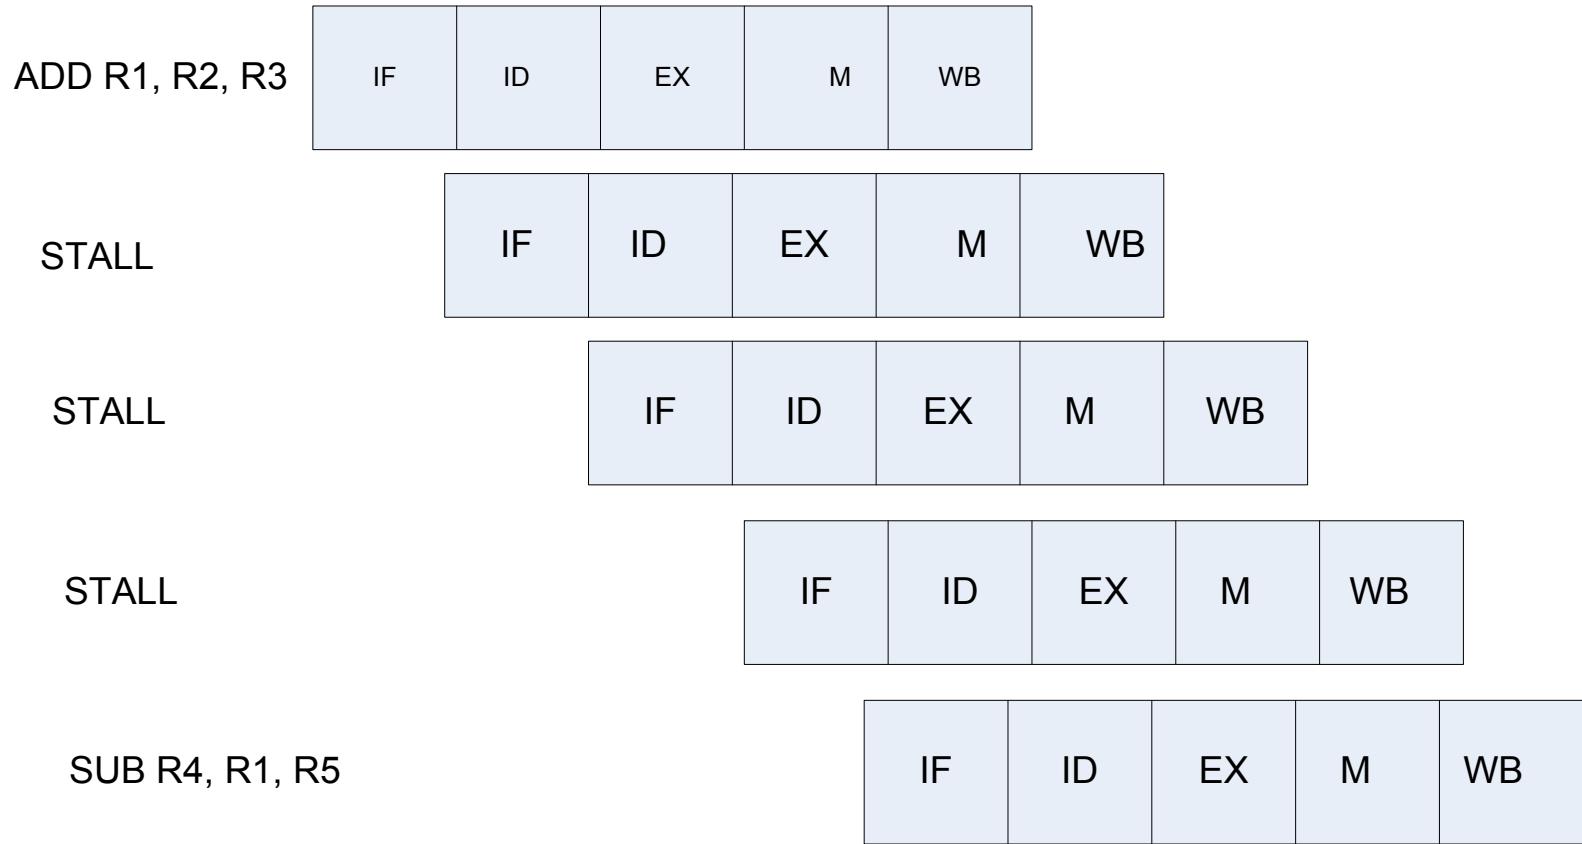 ADD R1, R2, R3 IF ID EX M WB
STALL IF ID EX M WB
STALL IF ID EX M WB
STALL IF ID EX M WB
SUB R4, R1, R5 IF ID EX M WB